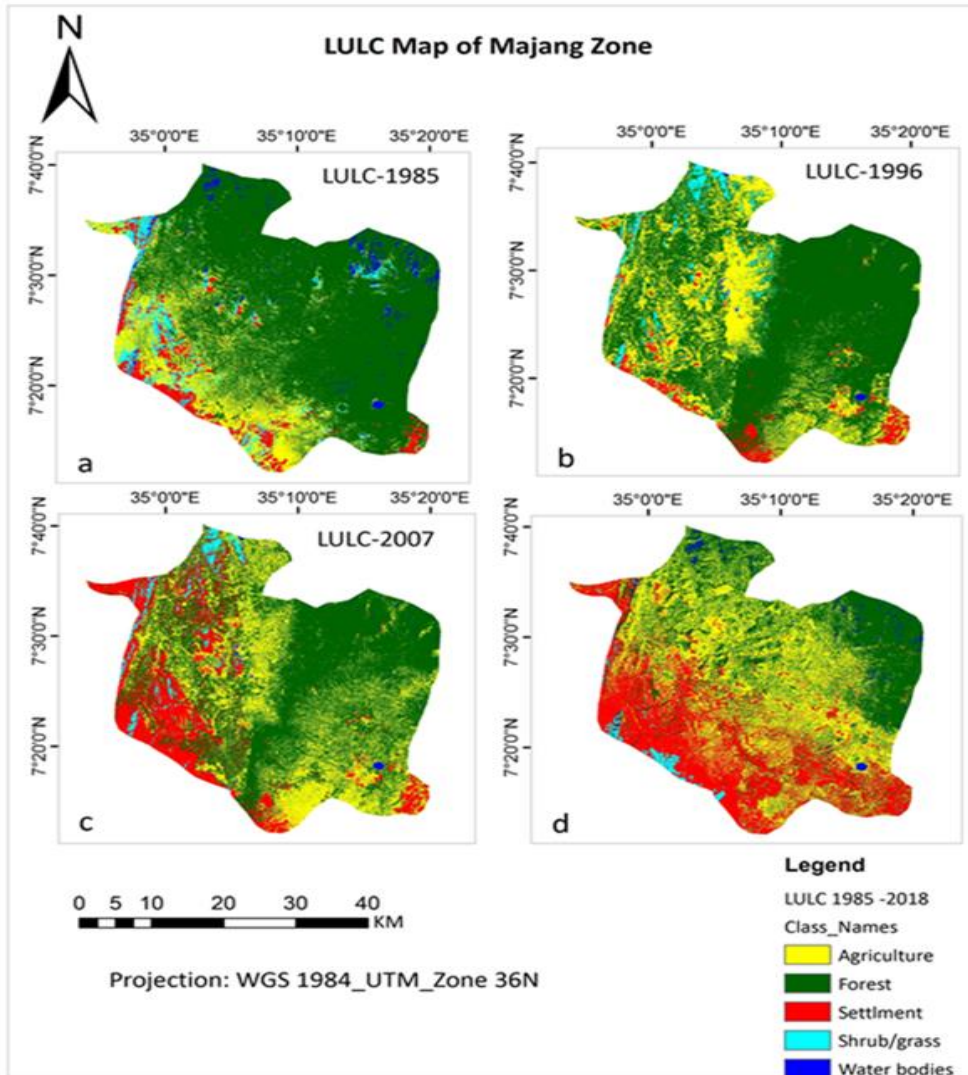 N
LULC Map of Majang Zone
35°0'0"E 35°10'0"E 35°20'0"E
35°0'0"E 35°10'0"E 35°20'0"E
7°40'0"N
7°30'0"N
7°20'0"N
LULC-1985
a
7°40'0"N
7°30'0"N
7°20'0"N
LULC-1996
b
35°0'0"E 35°10'0"E 35°20'0"E
35°0'0"E 35°10'0"E 35°20'0"E
7°40'0"N
7°30'0"N
7°20'0"N
LULC-2007
c
7°40'0"N
7°30'0"N
7°20'0"N
d
0 5 10 20 30 40
KM
Projection: WGS 1984_UTM_Zone 36N
Legend
LULC 1985 -2018
Class_Names
Agriculture
Forest
Settlment
Shrub/grass
Water bodies